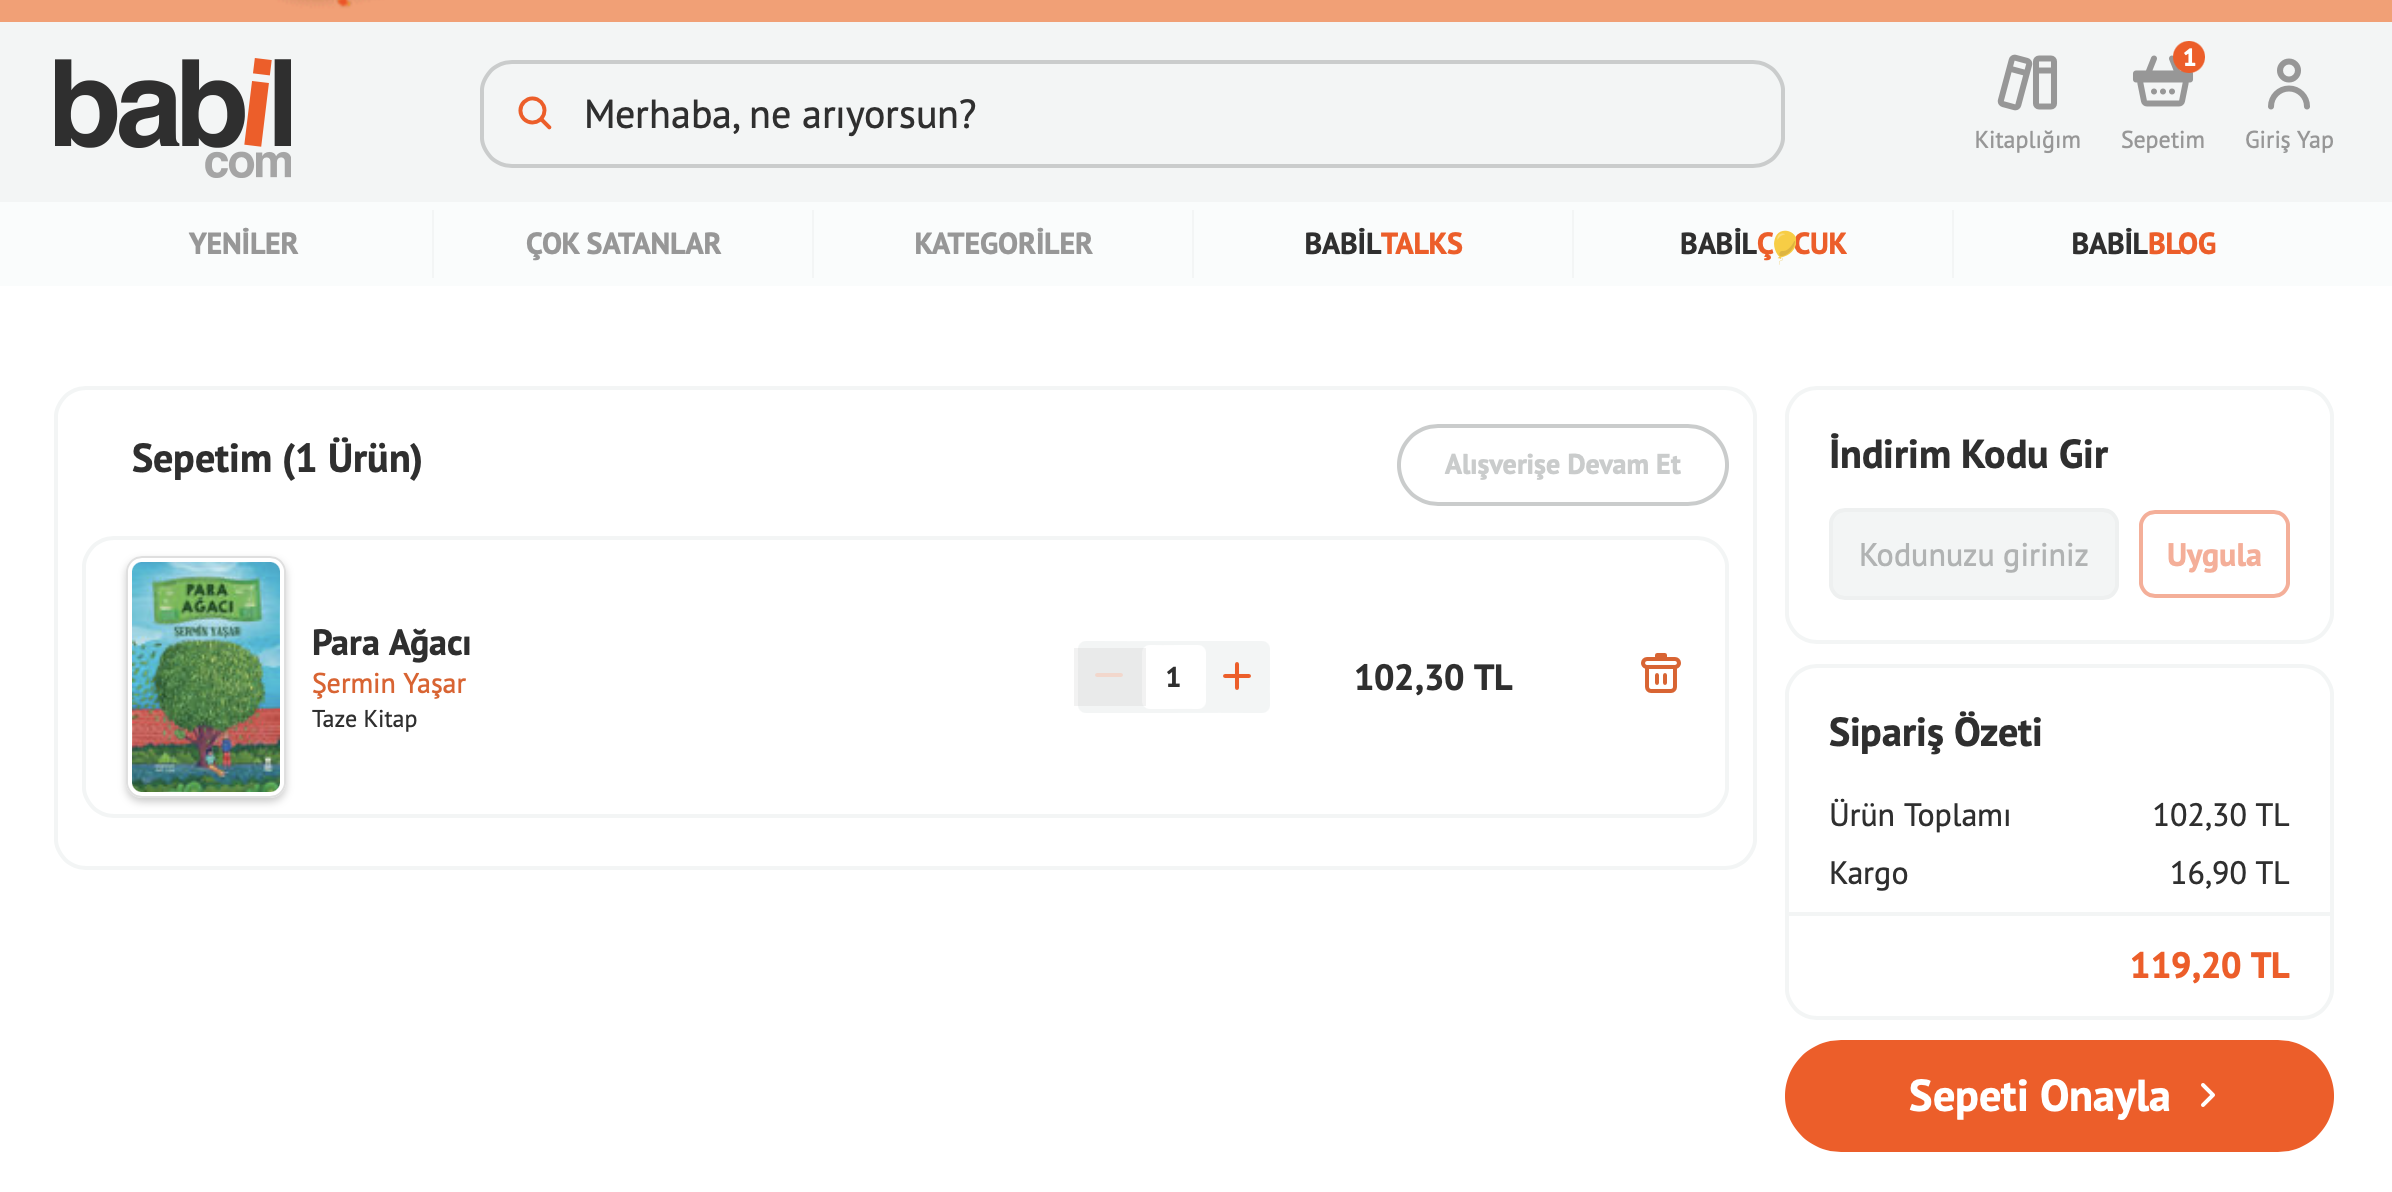 babil
com
Merhaba, ne arıyorsun?
Kitaplığım
1
Sepetim
Giriş Yap
YENİLER
ÇOK SATANLAR
KATEGORİLER
BABİLTALKS
BABİLÇOCUK
BABİLBLOG
Sepetim (1 Ürün)
Alışverişe Devam Et
PARA
AĞACI
ŞERMİN YAŞAR
Para Ağacı
Şermin Yaşar
Taze Kitap
1
102,30 TL
İndirim Kodu Gir
Kodunuzu giriniz
Uygula
Sipariş Özeti
Ürün Toplamı 102,30 TL
Kargo 16,90 TL
119,20 TL
Sepeti Onayla